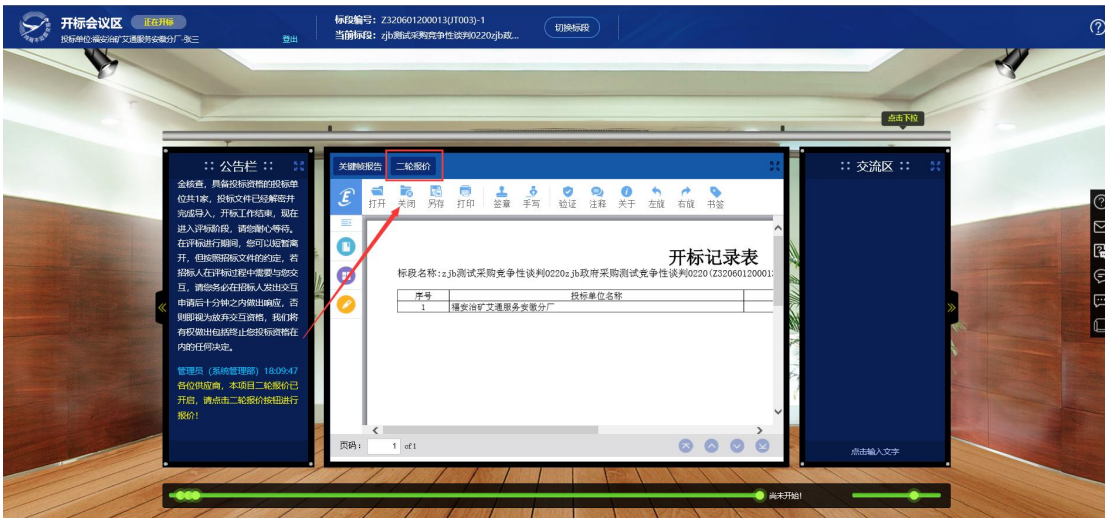 开标会议区 正在开标
投标单位:福安治矿艾通服务安徽分厂-张三 登出
标段编号：Z320601200013(JT003)-1
当前标段：zjb测试采购竞争性谈判0220zjb政...
切换标段
点击下拉
:: 公告栏 ::
金核查，具备投标资格的投标单
位共1家，投标文件已经解密并
完成导入，开标工作结束，现在
进入评标阶段，请您耐心等待。
在评标进行期间，您可以短暂离
开，但按照招标文件的约定，若
招标人在评标过程中需要与您交
互，请您务必在招标人发出交互
申请后十分钟之内做出响应，否
则即视为放弃交互资格，我们将
有权做出包括终止您投标资格在
内的任何决定。
管理员（系统管理部）18:09:47
各位供应商，本项目二轮报价已
开启，请点击二轮报价按钮进行
报价！
关键帧报告 二轮报价
打开 关闭 另存 打印 签章 手写 验证 注释 关于 左旋 右旋 书签
开标记录表
标段名称:zjb测试采购竞争性谈判0220zjb政府采购测试竞争性谈判0220(Z32060120001
序号 投标单位名称
1 福安治矿艾通服务安徽分厂
页码： 1 of1
:: 交流区 ::
点击输入文字
尚未开始!